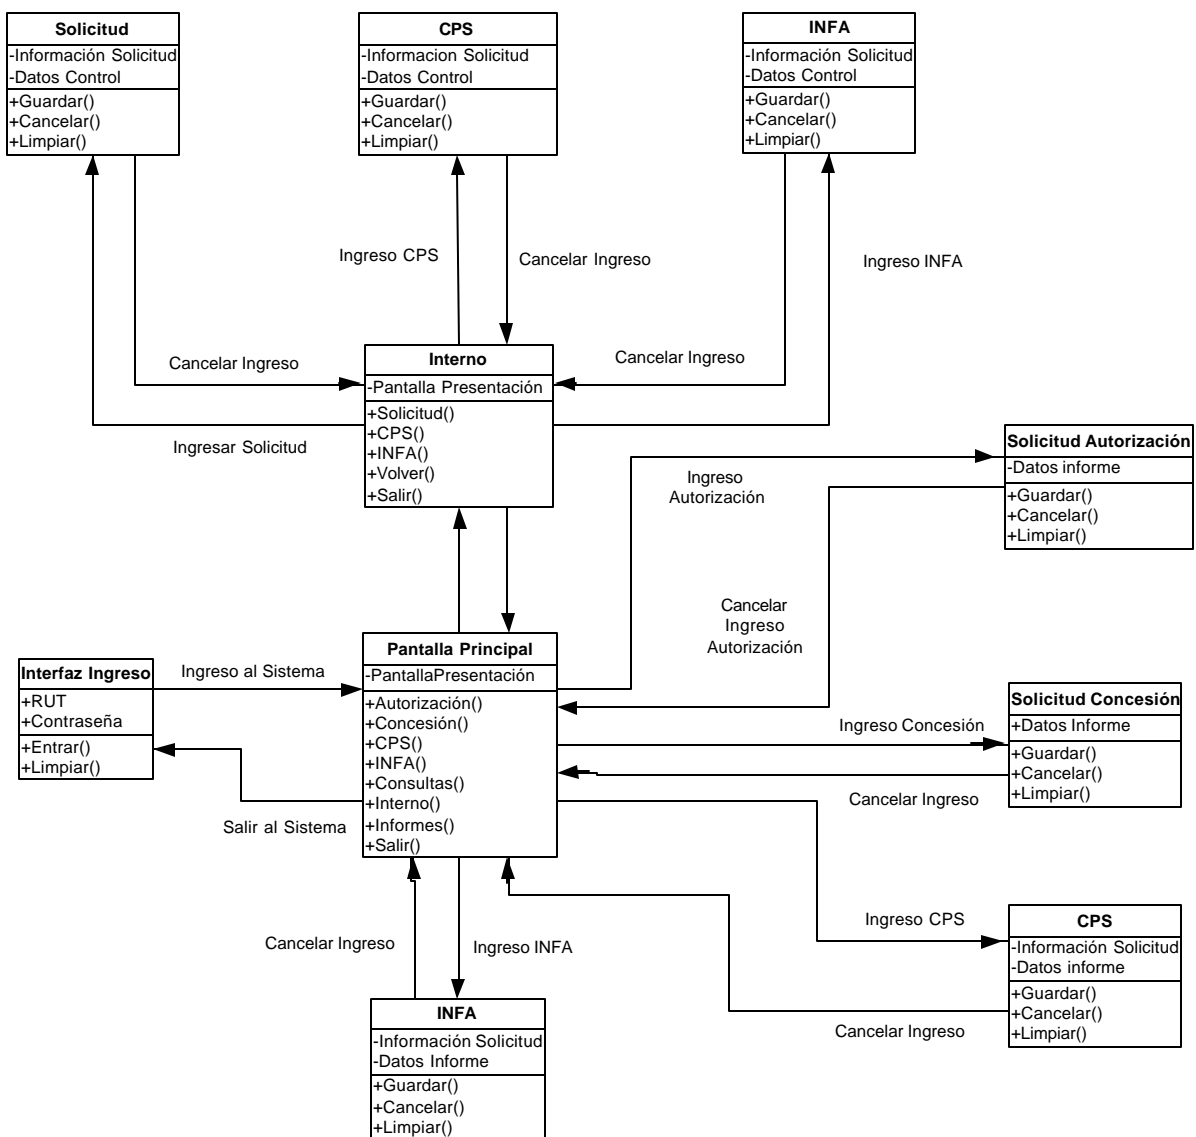 Solicitud
-Información Solicitud
-Datos Control
+Guardar()
+Cancelar()
+Limpiar()
CPS
-Informacion Solicitud
-Datos Control
+Guardar()
+Cancelar()
+Limpiar()
INFA
-Información Solicitud
-Datos Control
+Guardar()
+Cancelar()
+Limpiar()
Ingreso CPS
Cancelar Ingreso
Ingreso INFA
Cancelar Ingreso
Cancelar Ingreso
Ingresar Solicitud
Interno
-Pantalla Presentación
+Solicitud()
+CPS()
+INFA()
+Volver()
+Salir()
Ingreso
Autorización
Solicitud Autorización
-Datos informe
+Guardar()
+Cancelar()
+Limpiar()
Cancelar
Ingreso
Autorización
Interfaz Ingreso
+RUT
+Contraseña
+Entrar()
+Limpiar()
Ingreso al Sistema
Salir al Sistema
Pantalla Principal
-PantallaPresentación
+Autorización()
+Concesión()
+CPS()
+INFA()
+Consultas()
+Interno()
+Informes()
+Salir()
Ingreso Concesión
Cancelar Ingreso
Solicitud Concesión
+Datos Informe
+Guardar()
+Cancelar()
+Limpiar()
Ingreso CPS
Cancelar Ingreso
CPS
-Información Solicitud
-Datos informe
+Guardar()
+Cancelar()
+Limpiar()
Cancelar Ingreso
Ingreso INFA
INFA
-Información Solicitud
-Datos Informe
+Guardar()
+Cancelar()
+Limpiar()